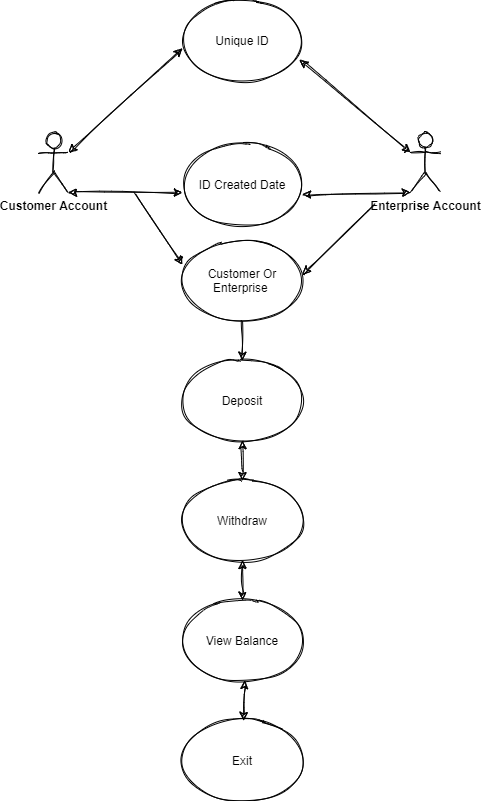 Unique ID
ID Created Date
Customer Account
Enterprise Account
Customer Or
Enterprise
Deposit
Withdraw
View Balance
Exit